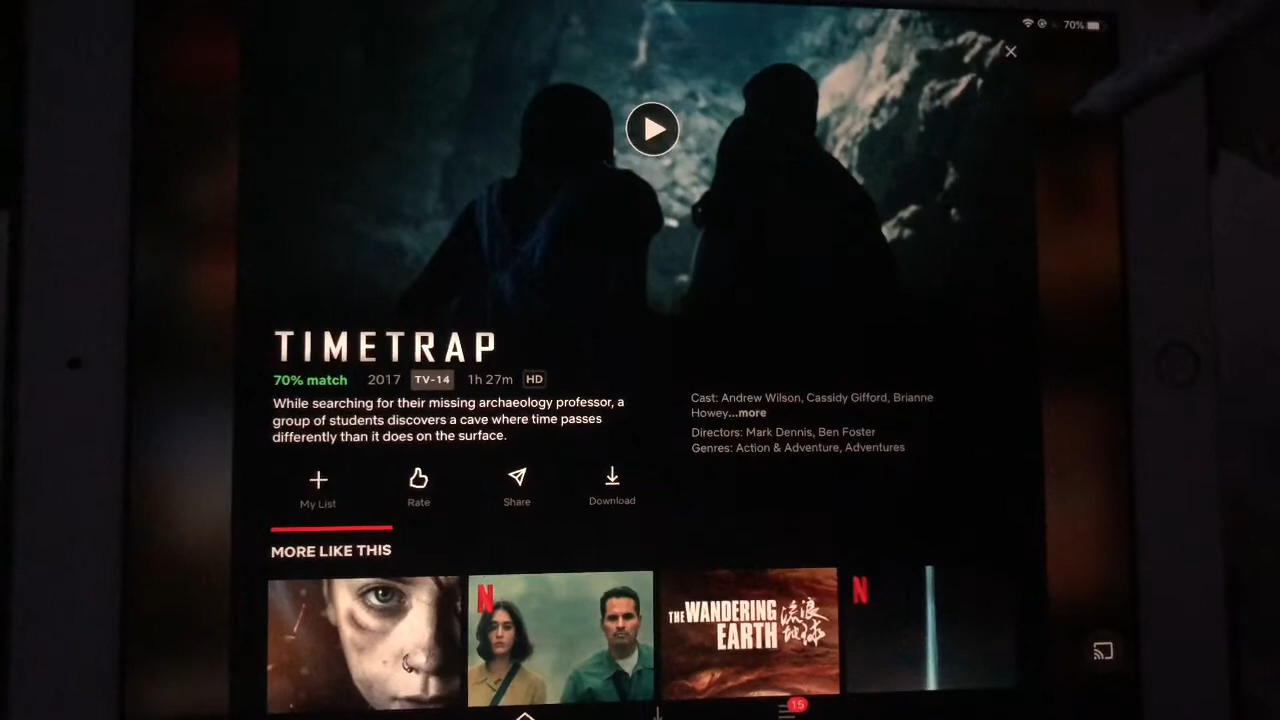 70%
TIMETRAP
70% match 2017 TV-14 1h 27m HD
While searching for their missing archaeology professor, a
group of students discovers a cave where time passes
differently than it does on the surface.
Cast: Andrew Wilson, Cassidy Gifford, Brianne
Howey...more
Directors: Mark Dennis, Ben Foster
Genres: Action & Adventure, Adventures
My List Rate Share Download
MORE LIKE THIS
N
THE WANDERING
EARTH
流浪
地球
N
15